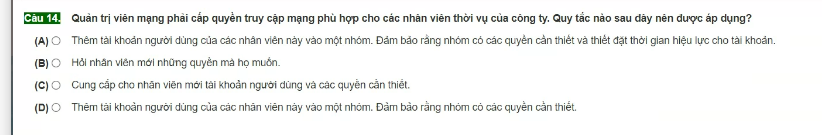 Câu 14. Quản trị viên mạng phải cấp quyền truy cập mạng phù hợp cho các nhân viên thời vụ của công ty. Quy tắc nào sau đây nên được áp dụng?
(A) Thêm tài khoản người dùng của các nhân viên này vào một nhóm. Đảm bảo rằng nhóm có các quyền cần thiết và thiết đặt thời gian hiệu lực cho tài khoản.
(B) Hỏi nhân viên mới những quyền mà họ muốn.
(C) Cung cấp cho nhân viên mới tài khoản người dùng và các quyền cần thiết.
(D) Thêm tài khoản người dùng của các nhân viên này vào một nhóm. Đảm bảo rằng nhóm có các quyền cần thiết.